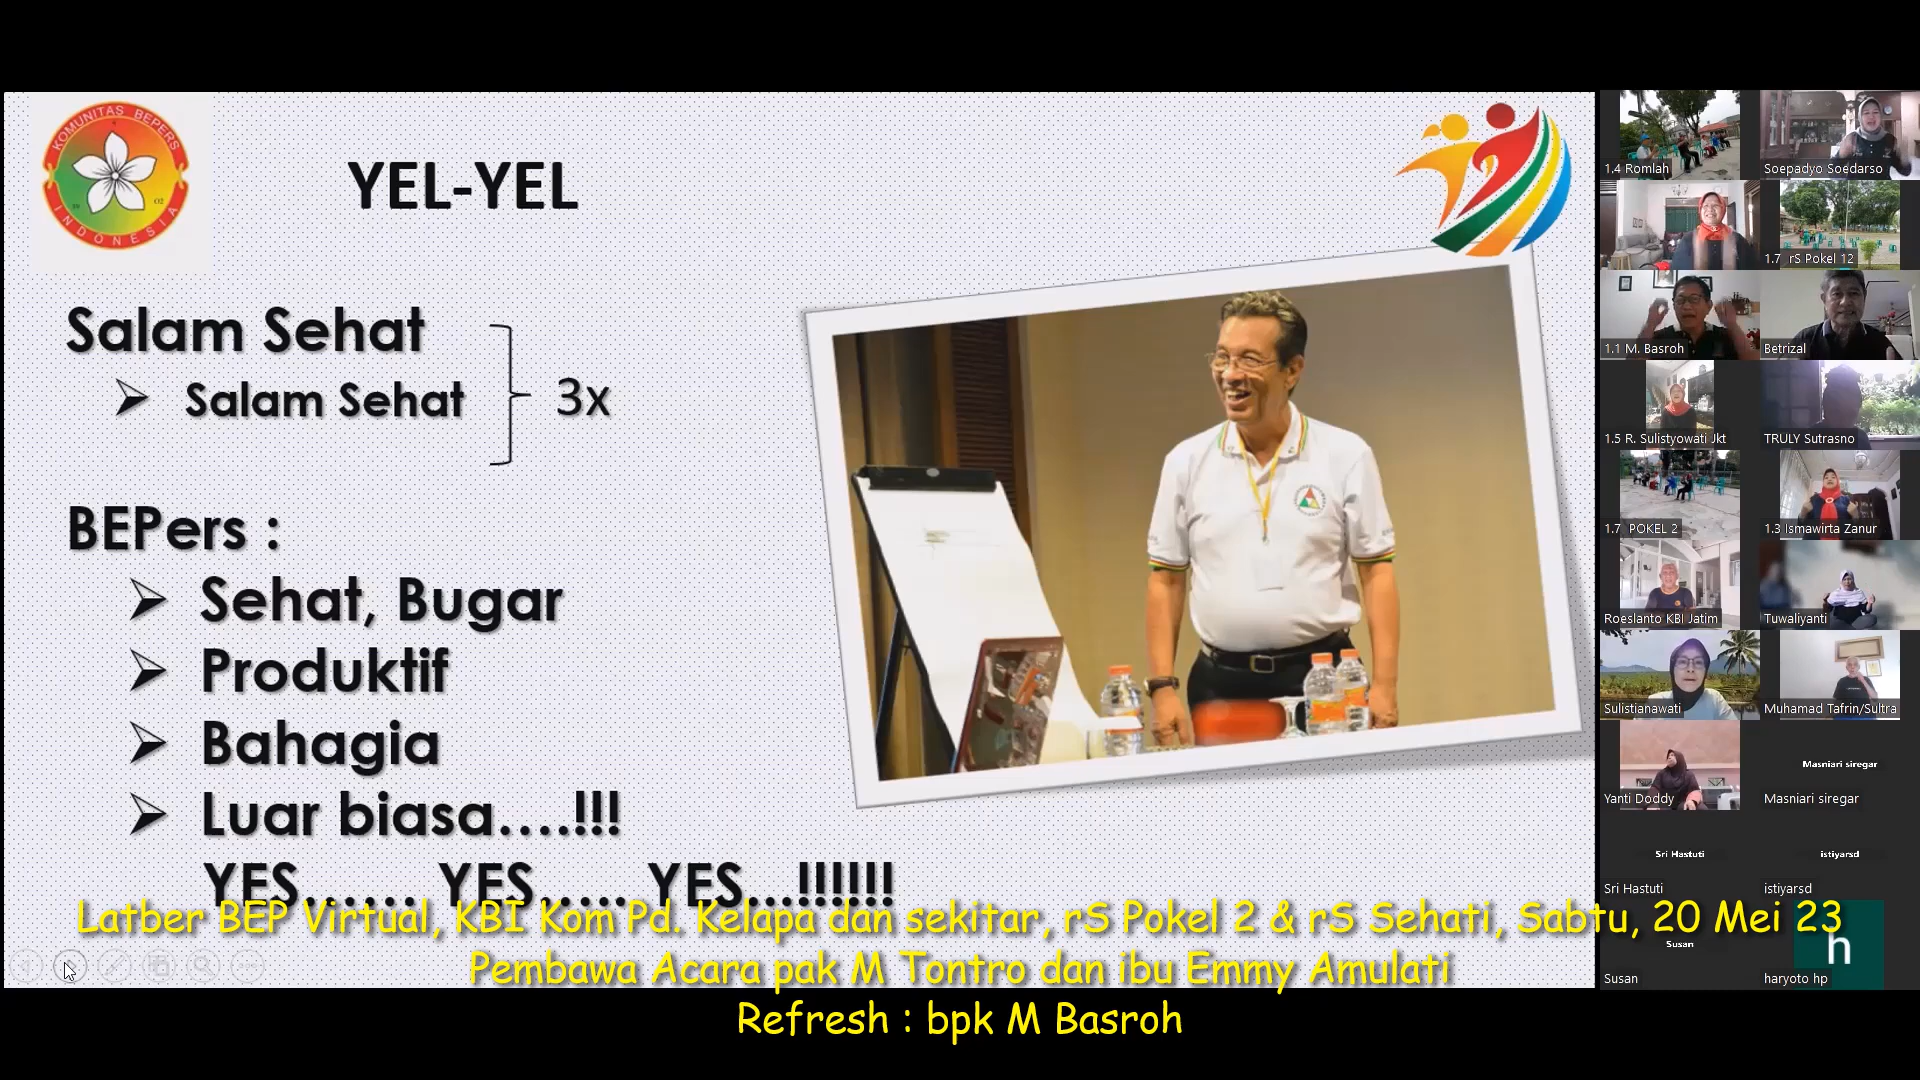 KOMUNITAS BEPERS
INDONESIA
YEL-YEL
Salam Sehat
➢ Salam Sehat
3x
BEPers :
➢ Sehat, Bugar
➢ Produktif
➢ Bahagia
➢ Luar biasa....!!!
YES...... YES..... YES...!!!!!!
Latber BEP Virtual, KBI Kom Pd. Kelapa dan sekitar, rS Pokel 2 & rS Sehati, Sabtu, 20 Mei 23
Pembawa Acara pak M Tontro dan ibu Emmy Amulati
Refresh : bpk M Basroh
1.4 Romlah
Soepadyo Soedarso
1.7 rS Pokel 12
1.1 M. Basroh
Betrizal
1.5 R. Sulistyowati Jkt
TRULY Sutrasno
1.7 POKEL 2
1.3 Ismawirta Zanur
Roeslanto KBI Jatim
Tuwaliyanti
Sulistianawati
Muhamad Tafrin/Sultra
Yanti Doddy
Masniari siregar
Masniari siregar
Sri Hastuti
istiyarsd
Sri Hastuti
istiyarsd
Susan
h
Susan
haryoto hp